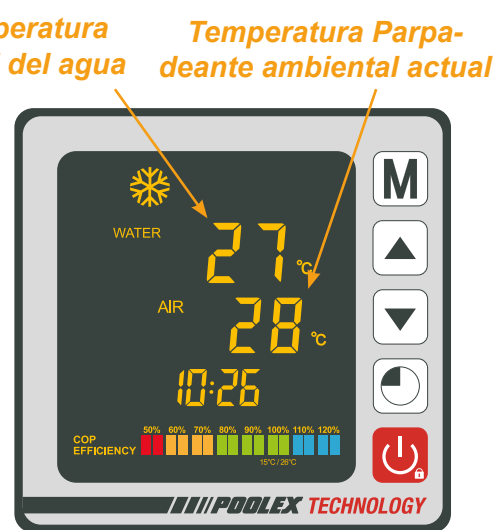 peratura
del agua
Temperatura Parpa-
deante ambiental actual
WATER
27 °C
AIR
28 °C
10:26
50% 60% 70% 80% 90% 100% 110% 120%
COP
EFFICIENCY
15°C / 26°C
M
POOLEX TECHNOLOGY